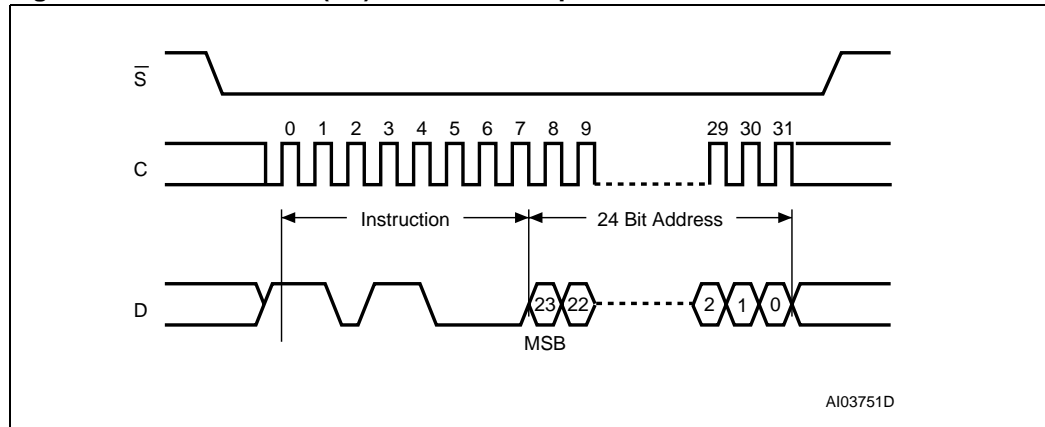 S
0 1 2 3 4 5 6 7 8 9 29 30 31
C
Instruction 24 Bit Address
D 23 22 2 1 0
MSB
AI03751D